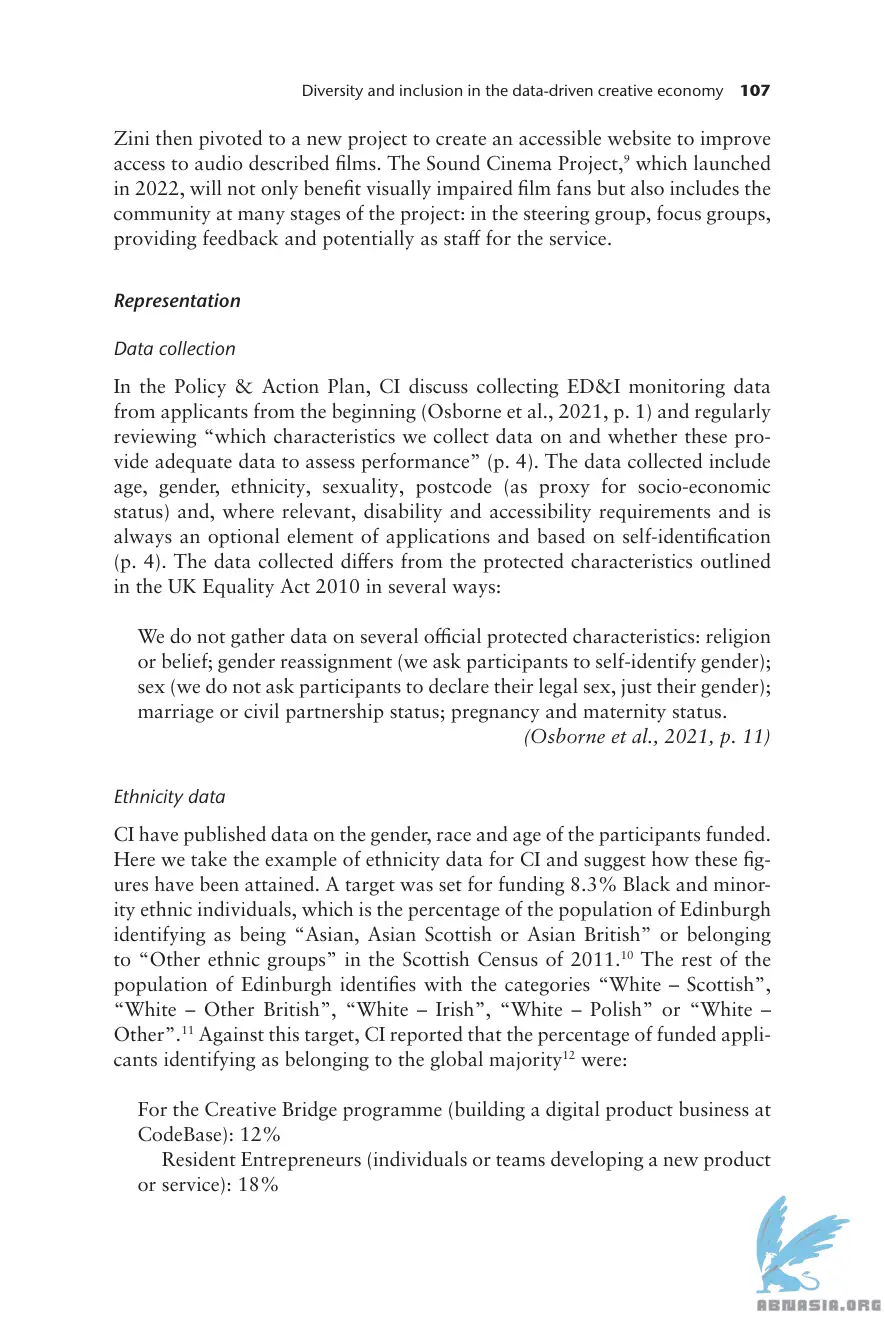 Diversity and inclusion in the data-driven creative economy 107
Zini then pivoted to a new project to create an accessible website to improve
access to audio described films. The Sound Cinema Project,9 which launched
in 2022, will not only benefit visually impaired film fans but also includes the
community at many stages of the project: in the steering group, focus groups,
providing feedback and potentially as staff for the service.
Representation
Data collection
In the Policy & Action Plan, CI discuss collecting ED&I monitoring data
from applicants from the beginning (Osborne et al., 2021, p. 1) and regularly
reviewing “which characteristics we collect data on and whether these pro-
vide adequate data to assess performance” (p. 4). The data collected include
age, gender, ethnicity, sexuality, postcode (as proxy for socio-economic
status) and, where relevant, disability and accessibility requirements and is
always an optional element of applications and based on self-identification
(p. 4). The data collected differs from the protected characteristics outlined
in the UK Equality Act 2010 in several ways:
We do not gather data on several official protected characteristics: religion
or belief; gender reassignment (we ask participants to self-identify gender);
sex (we do not ask participants to declare their legal sex, just their gender);
marriage or civil partnership status; pregnancy and maternity status.
(Osborne et al., 2021, p. 11)
Ethnicity data
CI have published data on the gender, race and age of the participants funded.
Here we take the example of ethnicity data for CI and suggest how these fig-
ures have been attained. A target was set for funding 8.3% Black and minor-
ity ethnic individuals, which is the percentage of the population of Edinburgh
identifying as being “Asian, Asian Scottish or Asian British” or belonging
to “Other ethnic groups” in the Scottish Census of 2011.10 The rest of the
population of Edinburgh identifies with the categories “White – Scottish”,
“White – Other British”, “White – Irish”, “White – Polish” or “White –
Other”.11 Against this target, CI reported that the percentage of funded appli-
cants identifying as belonging to the global majority12 were:
For the Creative Bridge programme (building a digital product business at
CodeBase): 12%
Resident Entrepreneurs (individuals or teams developing a new product
or service): 18%
ABNASIA.ORG